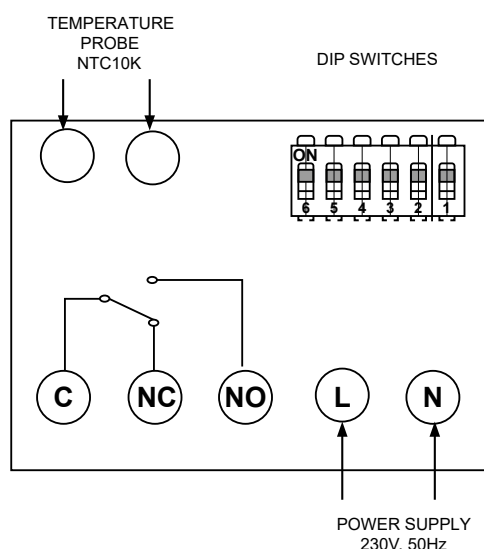 TEMPERATURE
PROBE
NTC10K
DIP SWITCHES
ON
6 5 4 3 2 1
C NC NO L N
POWER SUPPLY
230V, 50Hz